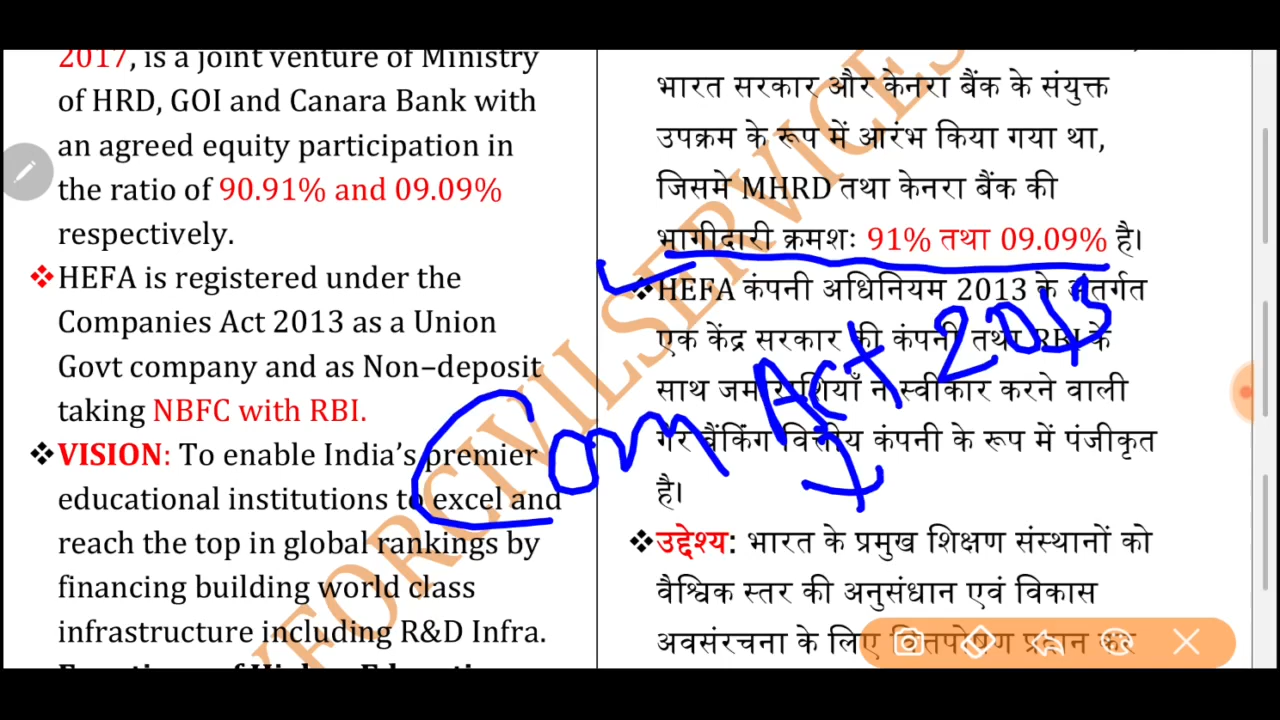 2017, is a joint venture of Ministry
of HRD, GOI and Canara Bank with
an agreed equity participation in
the ratio of 90.91% and 09.09%
respectively.
❖HEFA is registered under the
Companies Act 2013 as a Union
Govt company and as Non–deposit
taking NBFC with RBI.
❖VISION: To enable India's premier
educational institutions to excel and
reach the top in global rankings by
financing building world class
infrastructure including R&D Infra.
भारत सरकार और केनरा बैंक के संयुक्त
उपक्रम के रूप में आरंभ किया गया था,
जिसमे MHRD तथा केनरा बैंक की
भागीदारी क्रमशः 91% तथा 09.09% है।
❖HEFA कंपनी अधिनियम 2013 के अंतर्गत
एक केंद्र सरकार की कंपनी तथा RBI के
साथ जमा राशियाँ न स्वीकार करने वाली
गैर बैंकिंग वित्तीय कंपनी के रूप में पंजीकृत
है।
❖उद्देश्य: भारत के प्रमुख शिक्षण संस्थानों को
वैश्विक स्तर की अनुसंधान एवं विकास
अवसंरचना के लिए वित्तपोषण प्रदान कर
Com Act 2013
FORCIVILSERVICES